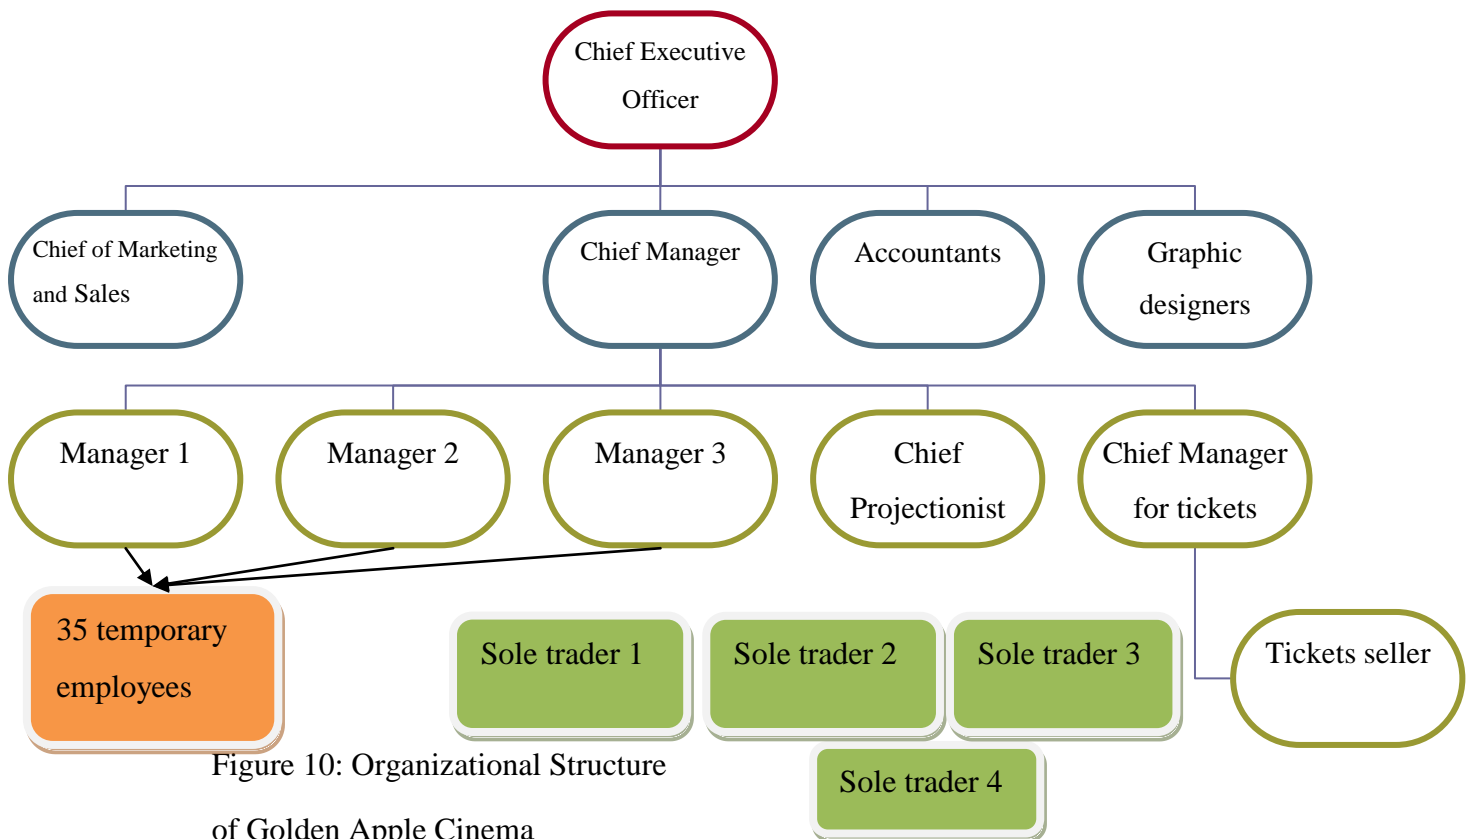 Chief Executive
Officer
Chief of Marketing
and Sales
Chief Manager
Accountants
Graphic
designers
Manager 1
Manager 2
Manager 3
Chief
Projectionist
Chief Manager
for tickets
35 temporary
employees
Sole trader 1
Sole trader 2
Sole trader 3
Tickets seller
Sole trader 4
Figure 10: Organizational Structure
of Golden Apple Cinema